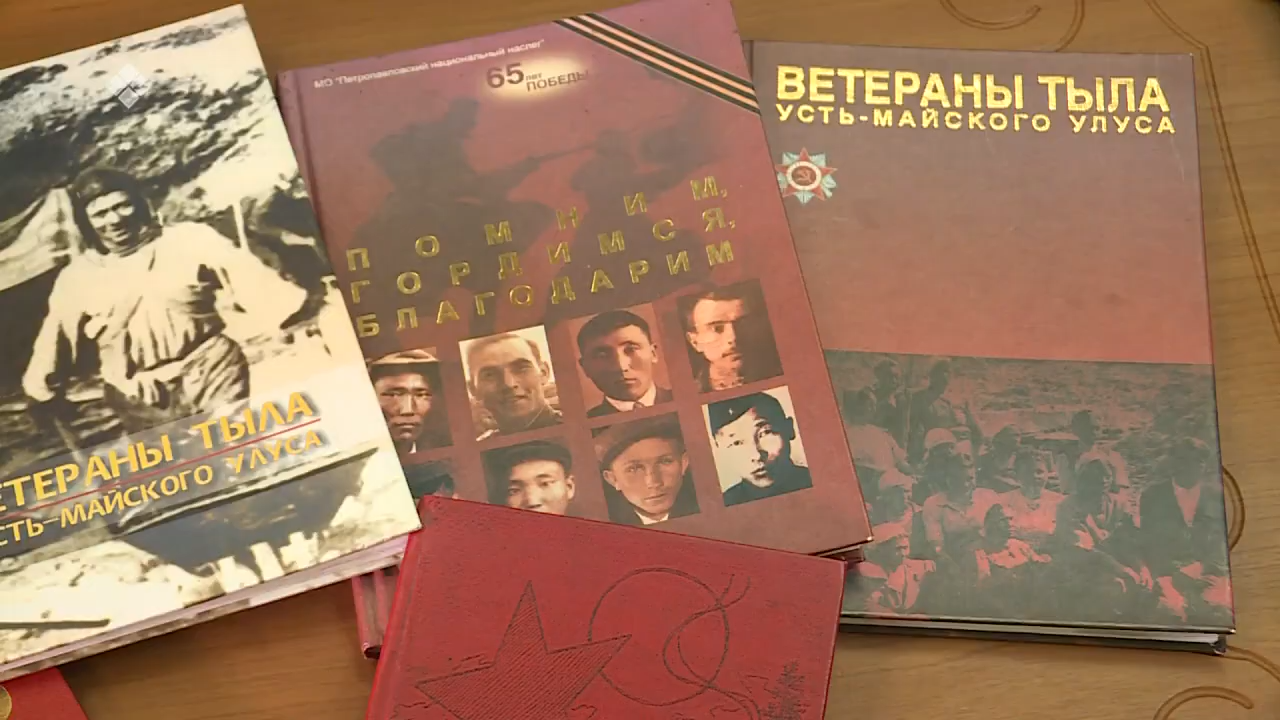 ВЕТЕРАНЫ ТЫЛА
УСТЬ-МАЙСКОГО УЛУСА
МО "Петропавловский национальный наслег"
65 лет
ПОБЕДЫ
ПОМНИМ,
ГОРДИМСЯ,
БЛАГОДАРИМ
ЕТЕРАНЫ ТЫЛА
СТЬ-МАЙСКОГО УЛУСА